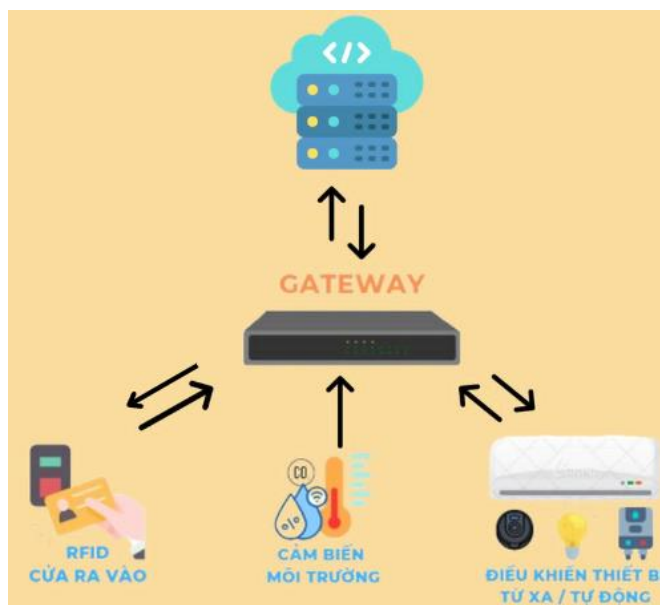 </>
GATEWAY
CO
%
RFID
CỬA RA VÀO
CẢM BIẾN
MÔI TRƯỜNG
ĐIỀU KHIỂN THIẾT B
TỪ XA / TỰ ĐỘNG